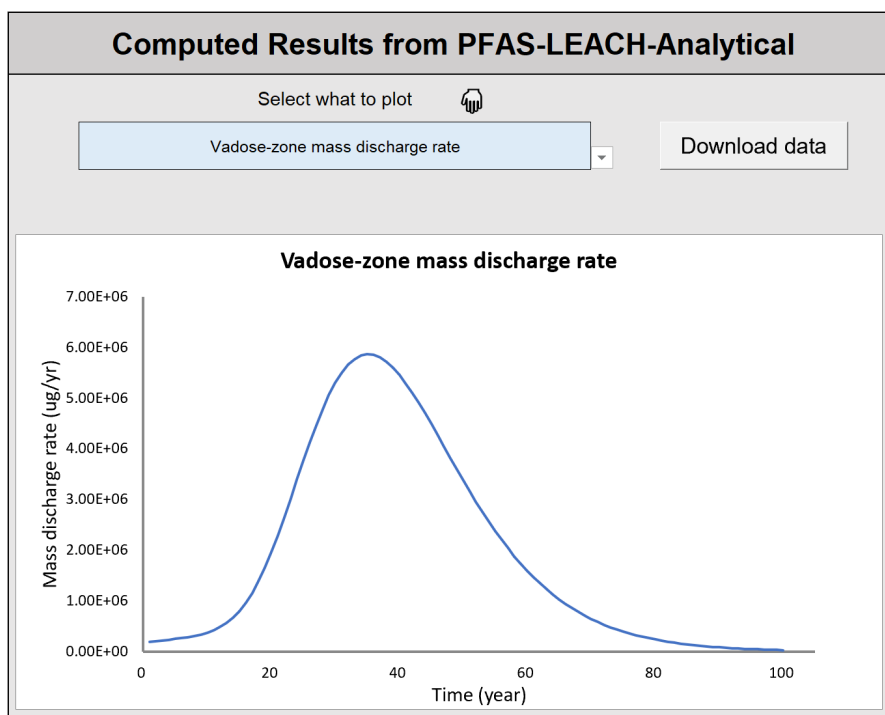 Computed Results from PFAS-LEACH-Analytical
Select what to plot
Vadose-zone mass discharge rate
Download data
Vadose-zone mass discharge rate
Mass discharge rate (ug/yr)
7.00E+06
6.00E+06
5.00E+06
4.00E+06
3.00E+06
2.00E+06
1.00E+06
0.00E+00
0 20 40 60 80 100
Time (year)